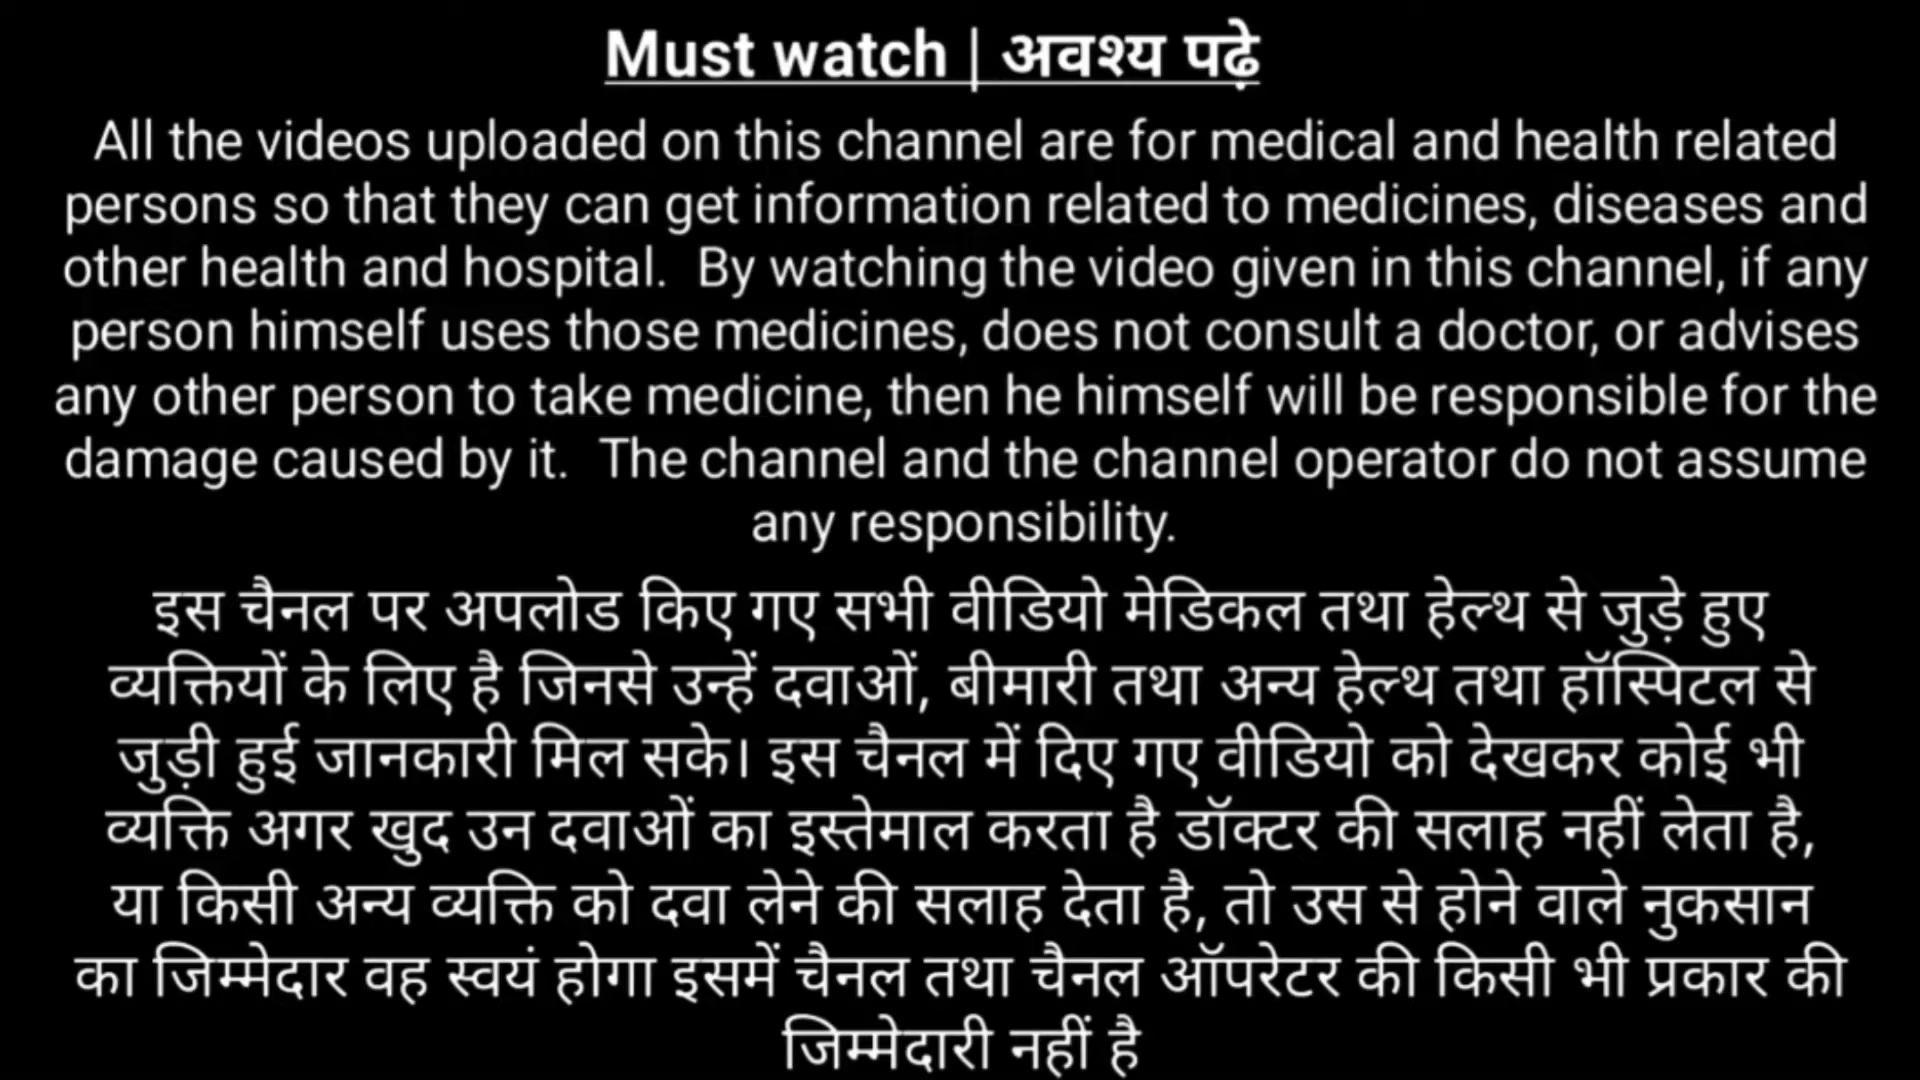 Must watch | अवश्य पढ़े
All the videos uploaded on this channel are for medical and health related
persons so that they can get information related to medicines, diseases and
other health and hospital.  By watching the video given in this channel, if any
person himself uses those medicines, does not consult a doctor, or advises
any other person to take medicine, then he himself will be responsible for the
damage caused by it.  The channel and the channel operator do not assume
any responsibility.
इस चैनल पर अपलोड किए गए सभी वीडियो मेडिकल तथा हेल्थ से जुड़े हुए
व्यक्तियों के लिए है जिनसे उन्हें दवाओं, बीमारी तथा अन्य हेल्थ तथा हॉस्पिटल से
जुड़ी हुई जानकारी मिल सके। इस चैनल में दिए गए वीडियो को देखकर कोई भी
व्यक्ति अगर खुद उन दवाओं का इस्तेमाल करता है डॉक्टर की सलाह नहीं लेता है,
या किसी अन्य व्यक्ति को दवा लेने की सलाह देता है, तो उस से होने वाले नुकसान
का जिम्मेदार वह स्वयं होगा इसमें चैनल तथा चैनल ऑपरेटर की किसी भी प्रकार की
जिम्मेदारी नहीं है